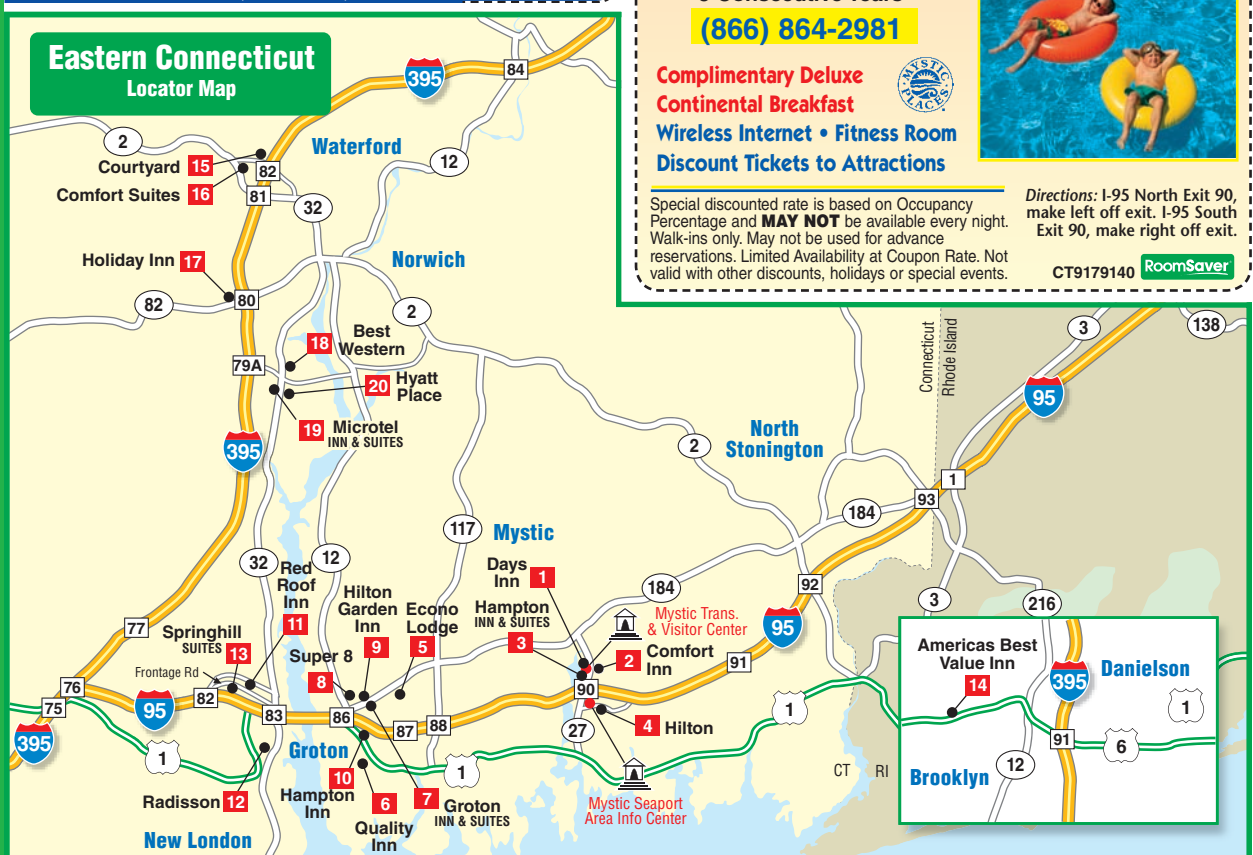 (866) 864-2981
Complimentary Deluxe
Continental Breakfast
Wireless Internet • Fitness Room
Discount Tickets to Attractions
MYSTIC PLACES
Special discounted rate is based on Occupancy
Percentage and MAY NOT be available every night.
Walk-ins only. May not be used for advance
reservations. Limited Availability at Coupon Rate. Not
valid with other discounts, holidays or special events.
Directions: I-95 North Exit 90,
make left off exit. I-95 South
Exit 90, make right off exit.
CT9179140
RoomSaver
Eastern Connecticut
Locator Map
395
84
2
Waterford
12
Courtyard 15
82
Comfort Suites 16
81
32
Holiday Inn 17
Norwich
82
80
2
18 Best
Western
79A
20 Hyatt
Place
19 Microtel
INN & SUITES
395
Connecticut
Rhode Island
3
138
95
North
Stonington
2
1
93
184
117
Mystic
32
12
Red
Roof
Inn
11
Days
Inn 1
184
92
Hilton
Garden
Inn
9
Econo
Lodge
5
Hampton
INN & SUITES
3
Mystic Trans.
& Visitor Center
95
3
216
77
Springhill
SUITES
13
Super 8
8
2 Comfort
Inn
91
Frontage Rd
76
82
75
95
83
86
87
88
90
27
4 Hilton
1
395
1
Groton
1
10
Hampton
Inn
6
Quality
Inn
7 Groton
INN & SUITES
Radisson 12
New London
Mystic Seaport
Area Info Center
CT
RI
Americas Best
Value Inn
14
395
Danielson
1
91
6
Brooklyn
12